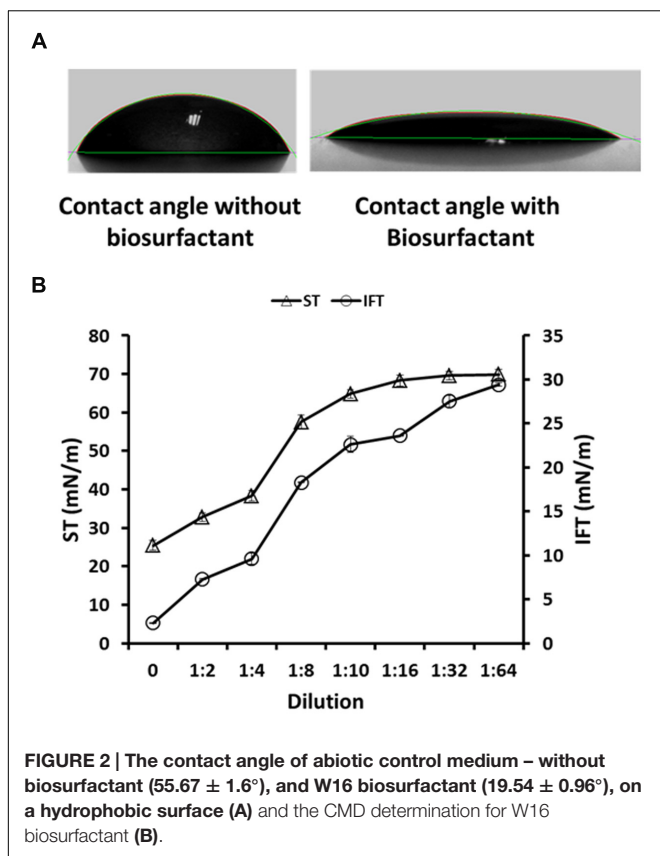 A
Contact angle without
biosurfactant
Contact angle with
Biosurfactant
B
ST
IFT
80
70
60
50
40
30
20
10
0
ST (mN/m)
35
30
25
20
15
10
5
0
IFT (mN/m)
0 1:2 1:4 1:8 1:10 1:16 1:32 1:64
Dilution
FIGURE 2 | The contact angle of abiotic control medium – without
biosurfactant (55.67 ± 1.6°), and W16 biosurfactant (19.54 ± 0.96°), on
a hydrophobic surface (A) and the CMD determination for W16
biosurfactant (B).